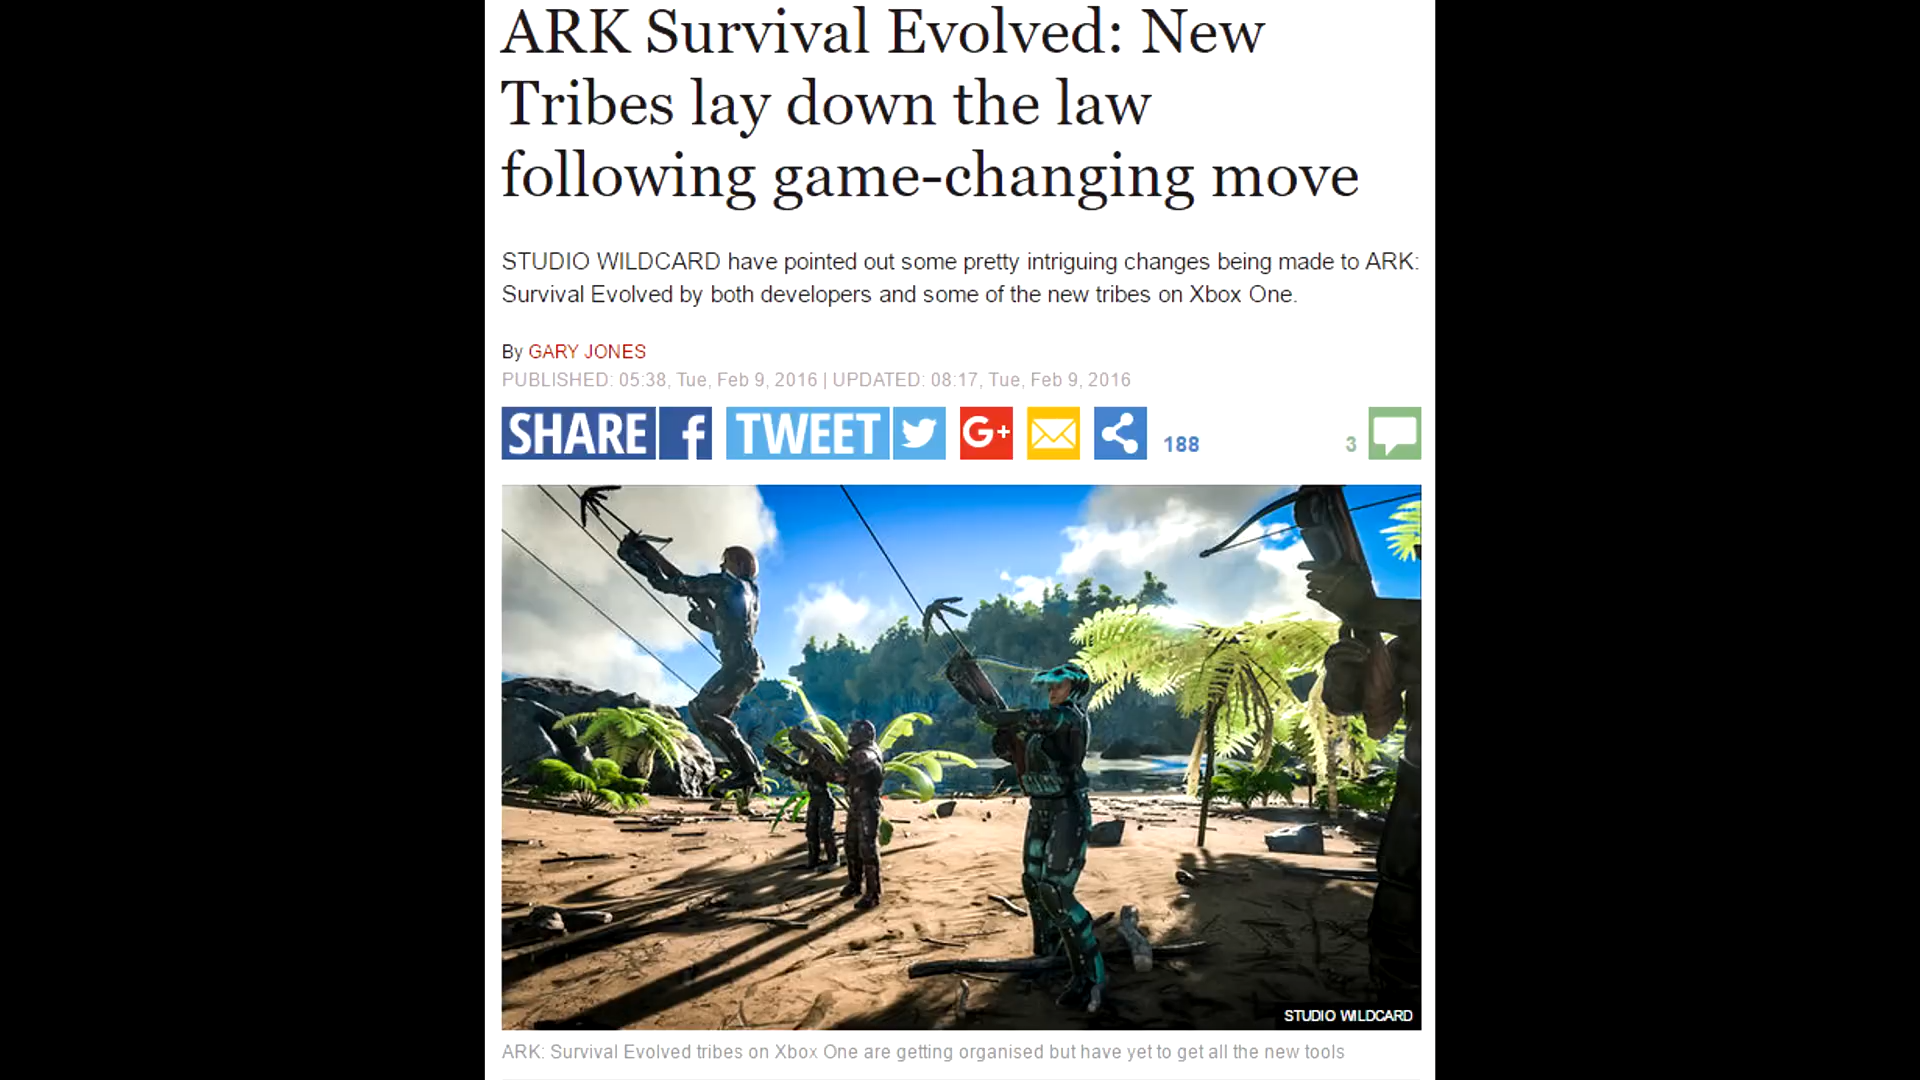 ARK Survival Evolved: New
Tribes lay down the law
following game-changing move
STUDIO WILDCARD have pointed out some pretty intriguing changes being made to ARK:
Survival Evolved by both developers and some of the new tribes on Xbox One.
By GARY JONES
PUBLISHED: 05:38, Tue, Feb 9, 2016 | UPDATED: 08:17, Tue, Feb 9, 2016
SHARE f TWEET G+ 188 3
STUDIO WILDCARD
ARK: Survival Evolved tribes on Xbox One are getting organised but have yet to get all the new tools